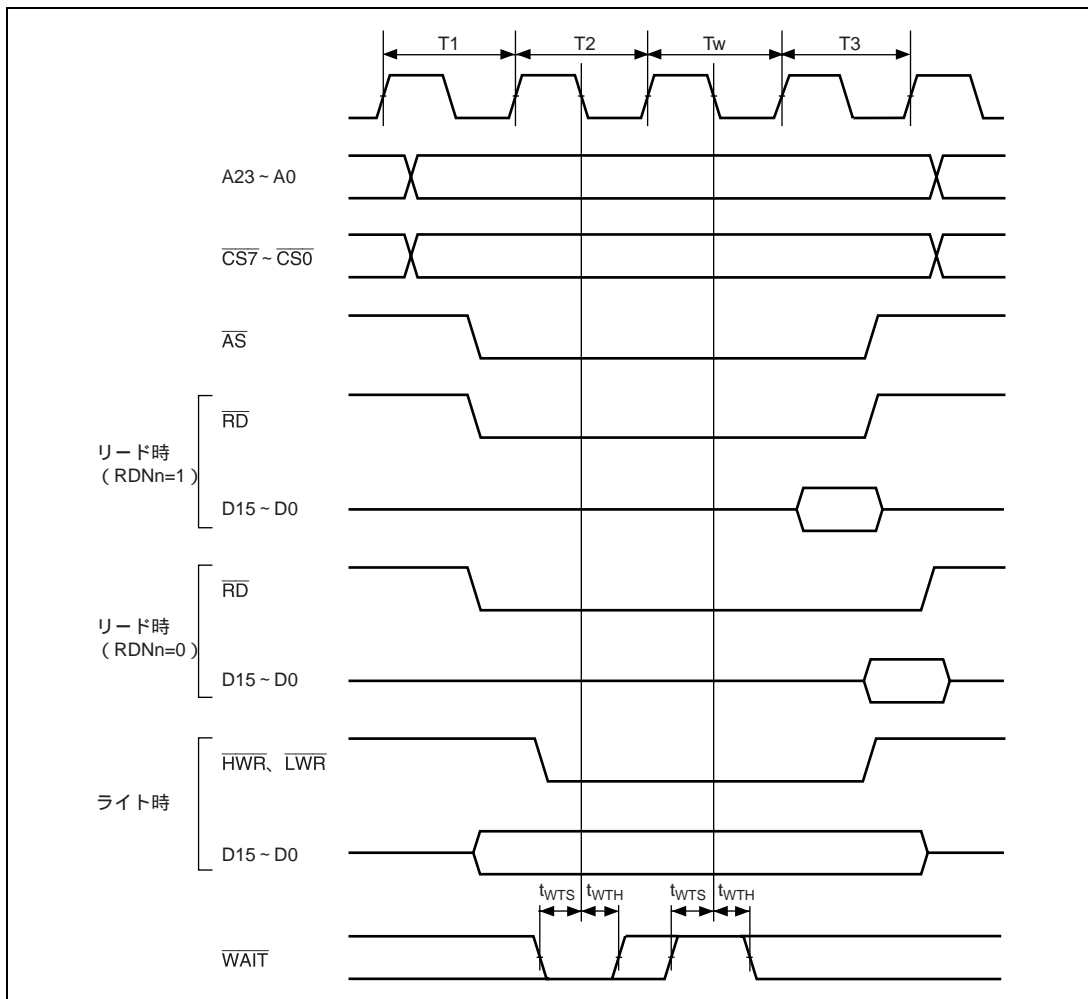 T1 T2 Tw T3
A23~A0
CS7~CS0
AS
リード時
(RDNn=1)
RD
D15~D0
リード時
(RDNn=0)
RD
D15~D0
ライト時
HWR、LWR
D15~D0
tWTS tWTH tWTS tWTH
WAIT